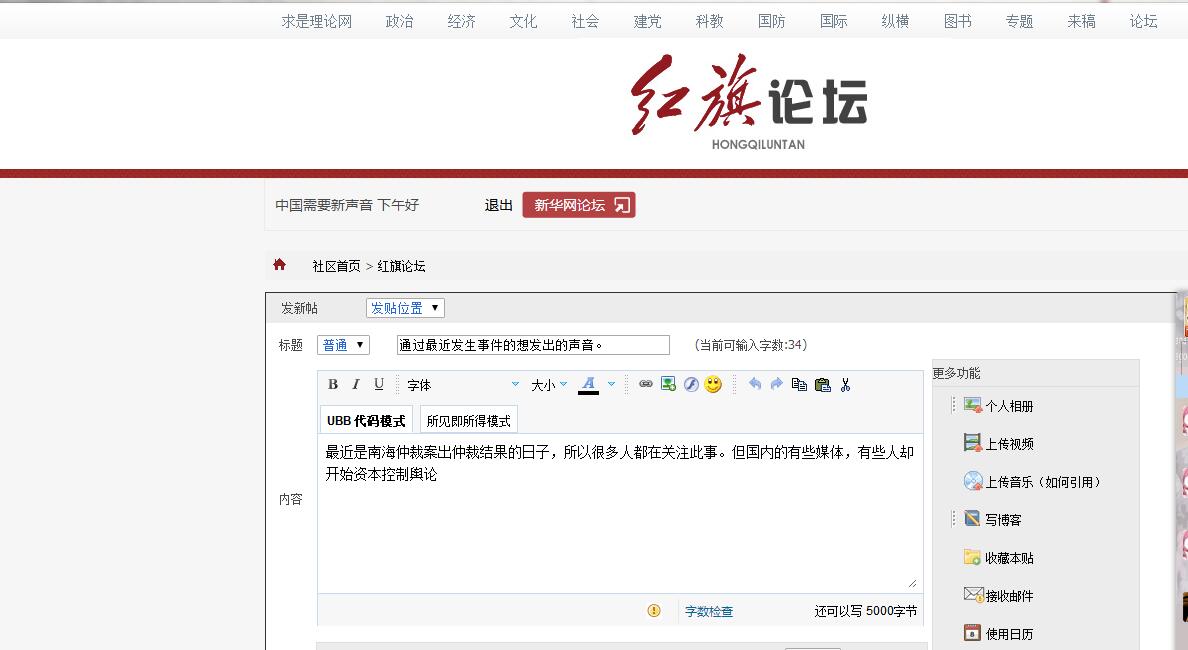 求是理论网 政治 经济 文化 社会 建党 科教 国防 国际 纵横 图书 专题 来稿 论坛
红旗论坛
HONGQILUNTAN
中国需要新声音 下午好 退出 新华网论坛
社区首页 > 红旗论坛
发新帖 发贴位置
标题 普通 通过最近发生事件的想发出的声音。 (当前可输入字数:34)
更多功能
B I U 字体 大小 A
个人相册
UBB 代码模式 所见即所得模式
上传视频
最近是南海仲裁案出仲裁结果的日子，所以很多人都在关注此事。但国内的有些媒体，有些人却
开始资本控制舆论
上传音乐（如何引用）
内容
写博客
收藏本贴
接收邮件
字数检查 还可以写 5000字节
8 使用日历